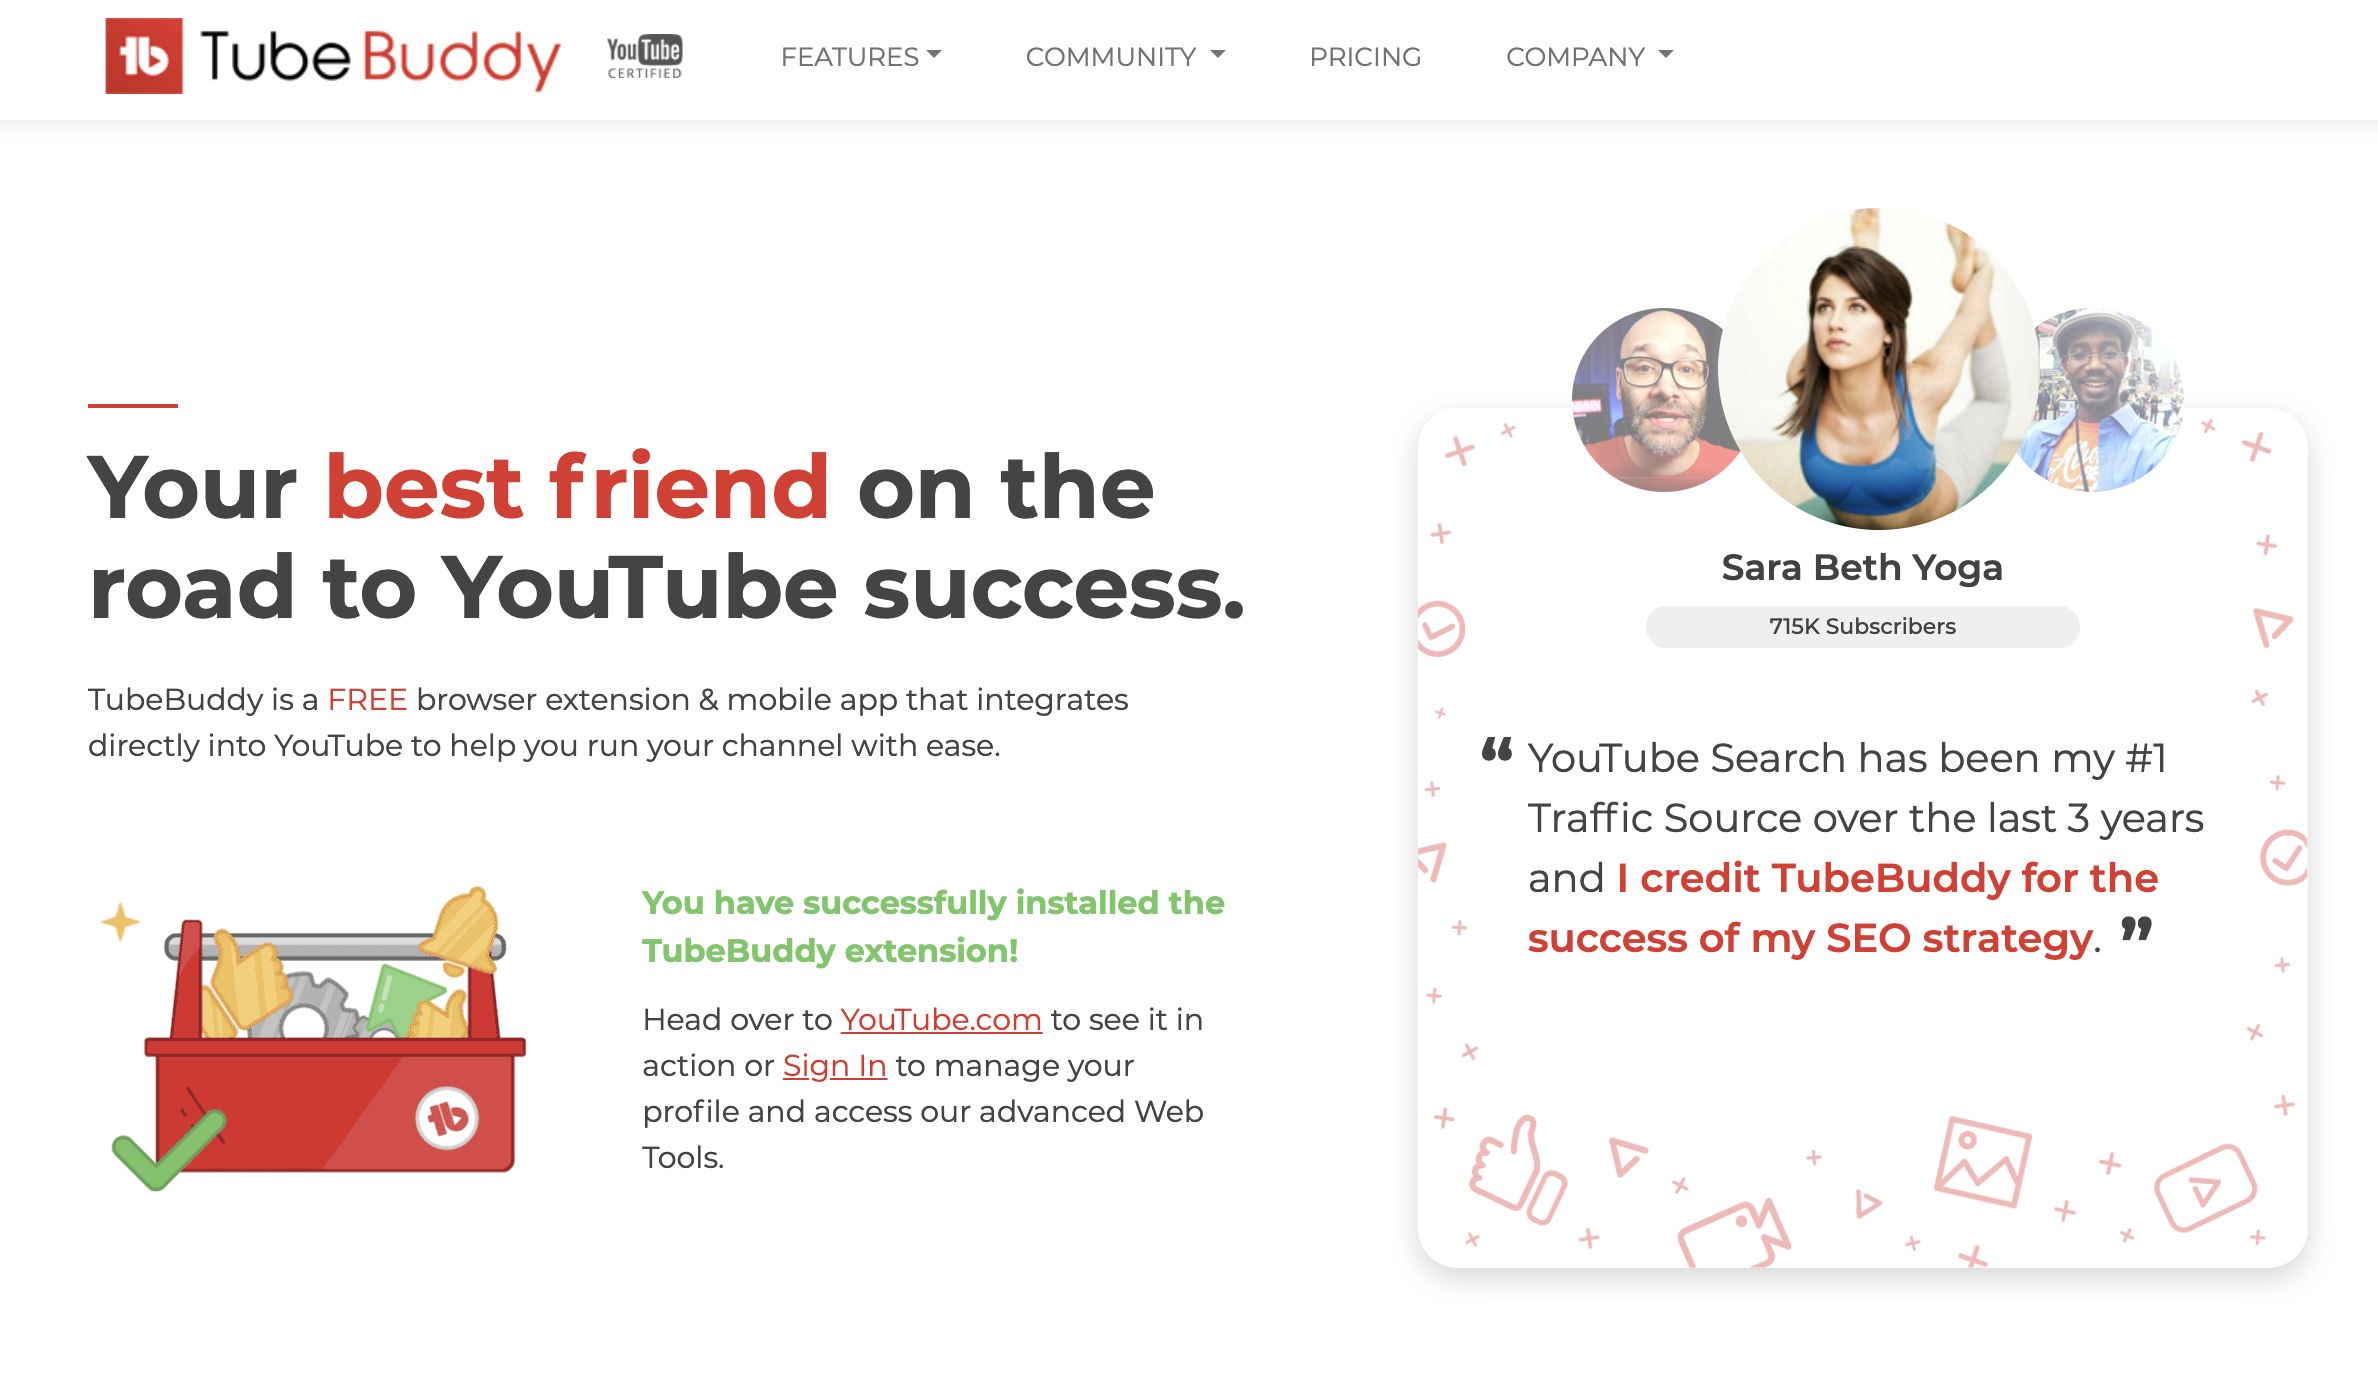 TubeBuddy
YouTube
CERTIFIED
FEATURES
COMMUNITY
PRICING
COMPANY
Your best friend on the
road to YouTube success.
TubeBuddy is a FREE browser extension & mobile app that integrates
directly into YouTube to help you run your channel with ease.
You have successfully installed the
TubeBuddy extension!
Head over to YouTube.com to see it in
action or Sign In to manage your
profile and access our advanced Web
Tools.
Sara Beth Yoga
715K Subscribers
“ YouTube Search has been my #1
Traffic Source over the last 3 years
and I credit TubeBuddy for the
success of my SEO strategy. ”